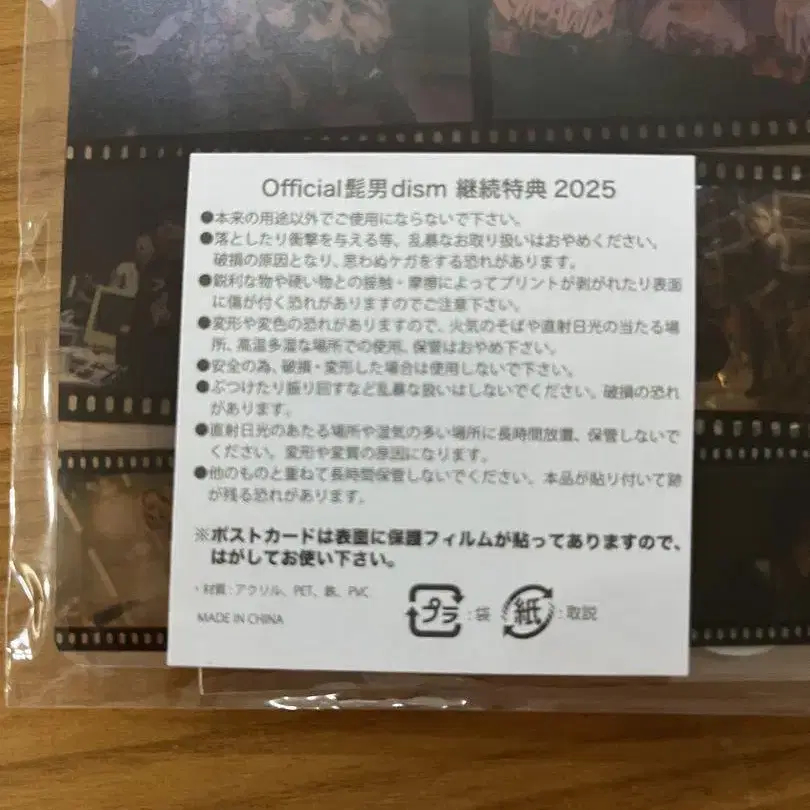 Official髭男dism 継続特典 2025
●本来の用途以外でご使用にならないで下さい。
●落としたり衝撃を与える等、乱暴なお取り扱いはおやめください。
破損の原因となり、思わぬケガをする恐れがあります。
●鋭利な物や硬い物との接触・摩擦によってプリントが剥がれたり表面
に傷が付く恐れがありますのでご注意下さい。
●変形や変色の恐れがありますので、火気のそばや直射日光の当たる場
所、高温多湿な場所での使用、保管はおやめ下さい。
●安全の為、破損・変形した場合は使用しないで下さい。
●ぶつけたり振り回すなど乱暴な扱いはしないでください。破損の恐れ
があります。
●直射日光のあたる場所や湿気の多い場所に長時間放置、保管しないで
ください。変形や変質の原因になります。
●他のものと重ねて長時間保管しないでください。本品が貼り付いて跡
が残る恐れがあります。
※ポストカードは表面に保護フィルムが貼ってありますので、
はがしてお使い下さい。
・材質:アクリル、PET、鉄、PVC
MADE IN CHINA
プラ:袋 紙:取説